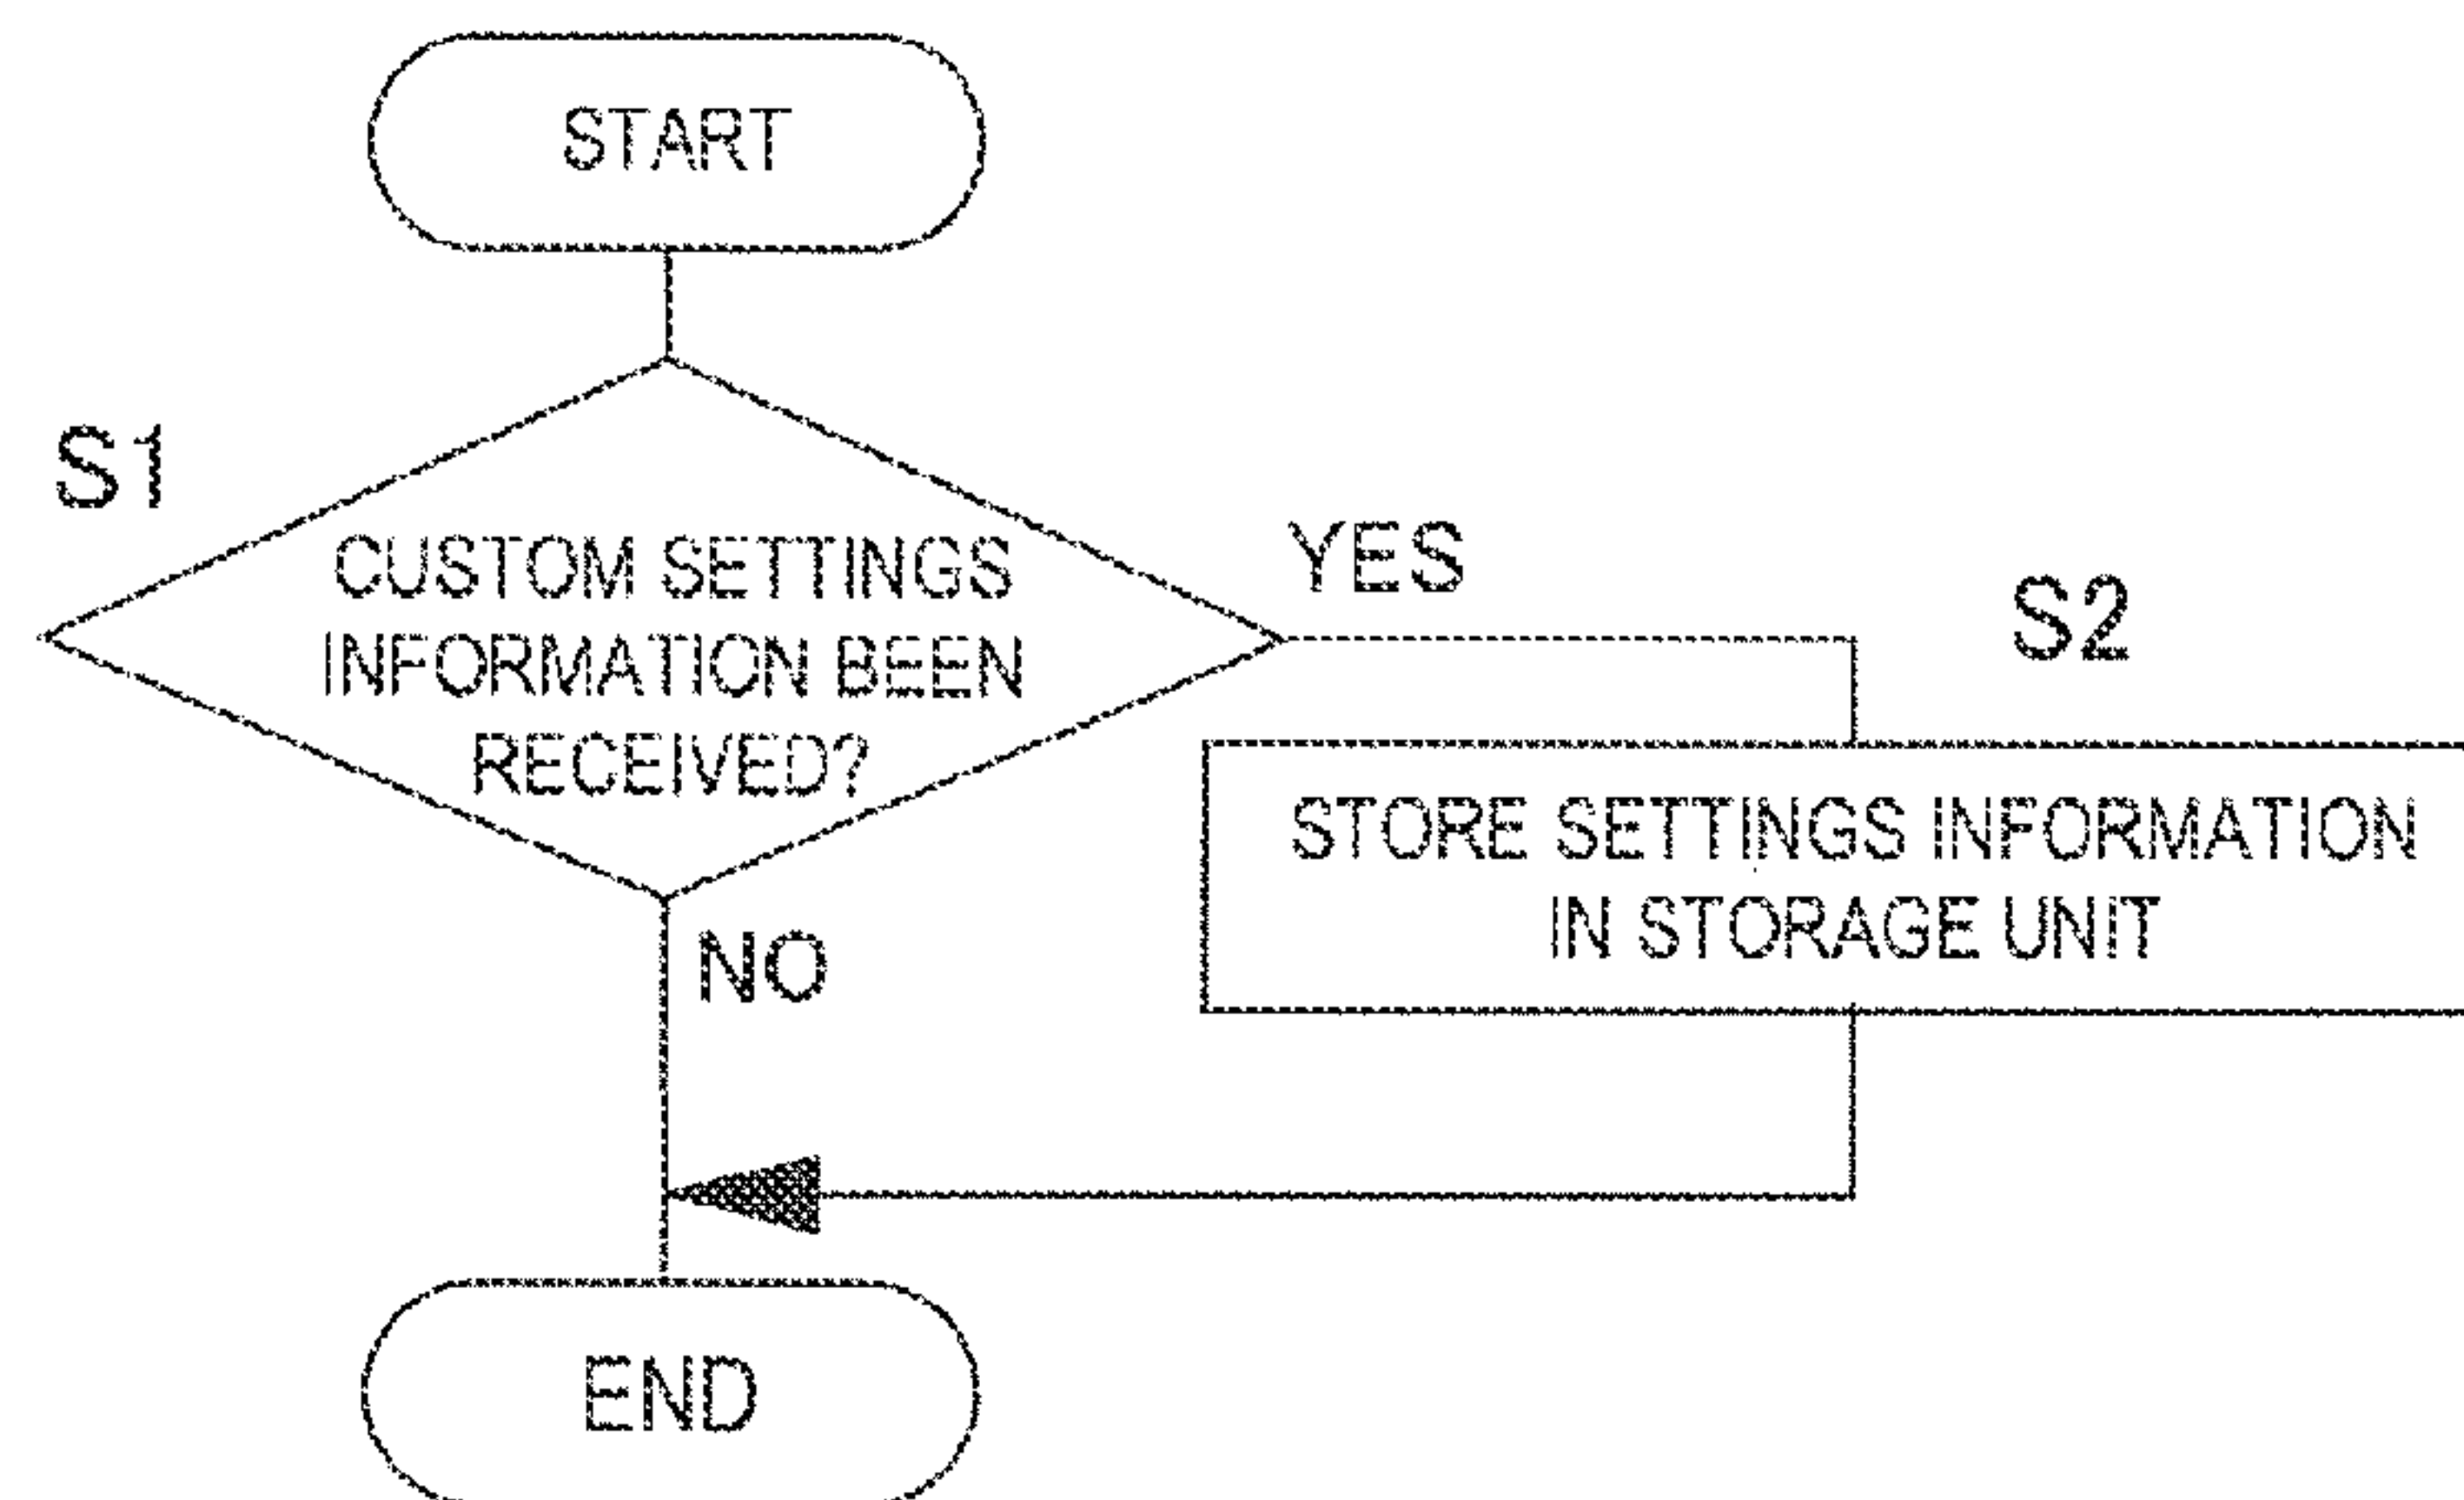 START
S1
CUSTOM SETTINGS
INFORMATION BEEN
RECEIVED?
YES
S2
STORE SETTINGS INFORMATION
IN STORAGE UNIT
NO
END